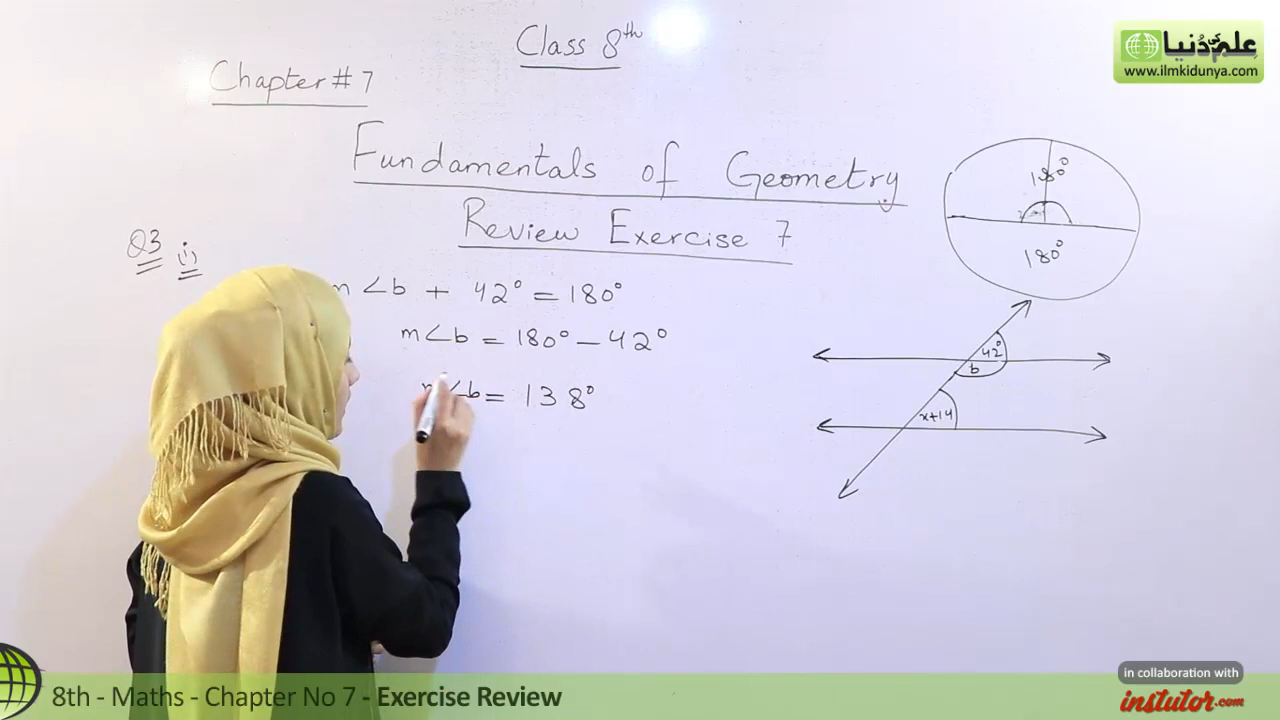 Class 8th
علم کی دنیا
www.ilmkidunya.com
Chapter # 7
Fundamentals of Geometry
Review Exercise 7
Q3
m∠b + 42° = 180°
m∠b = 180° - 42°
m∠b = 138°
180°
180°
42°
b
x+14
in collaboration with
instutor.com
8th - Maths - Chapter No 7 - Exercise Review